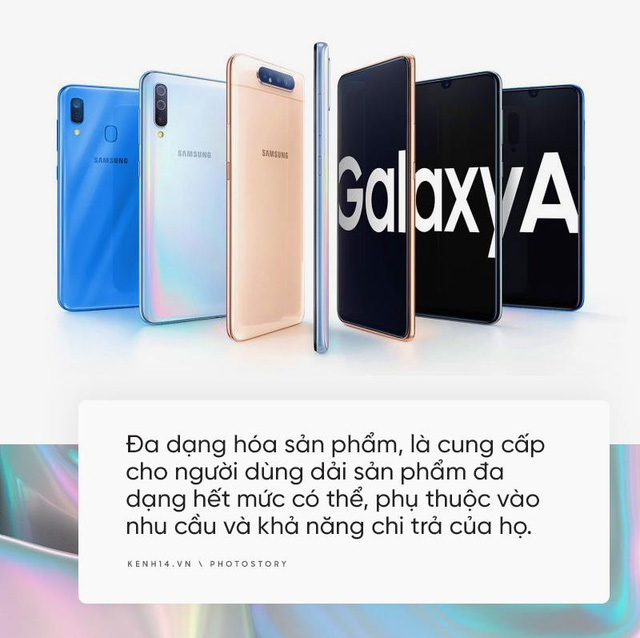 SAMSUNG
SAMSUNG
SAMSUNG
GalaxyA
Đa dạng hóa sản phẩm, là cung cấp
cho người dùng dải sản phẩm đa
dạng hết mức có thể, phụ thuộc vào
nhu cầu và khả năng chi trả của họ.
KENH14.VN \ PHOTOSTORY